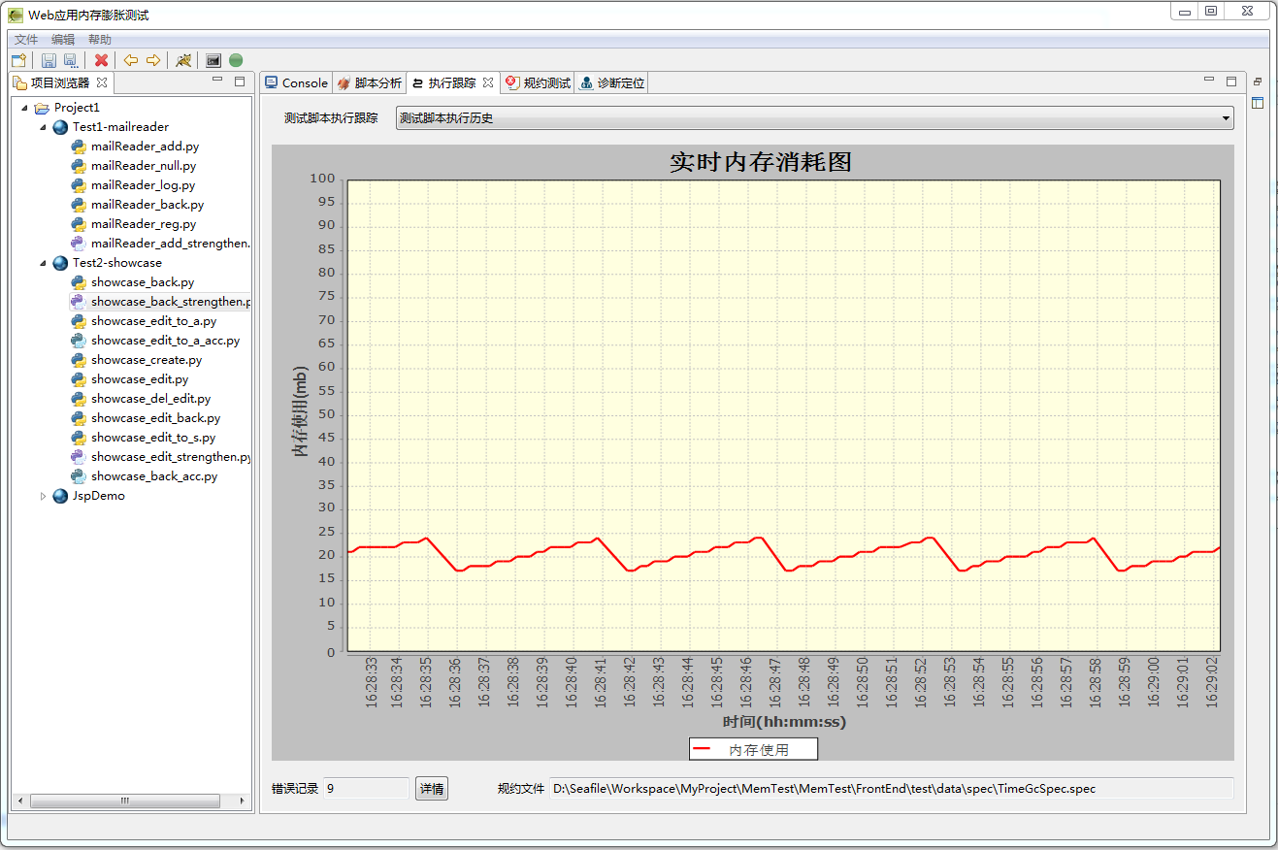 Web应用内存膨胀测试
文件 编辑 帮助
项目浏览器
Project1
Test1-mailreader
mailReader_add.py
mailReader_null.py
mailReader_log.py
mailReader_back.py
mailReader_reg.py
mailReader_add_strengthen.
Test2-showcase
showcase_back.py
showcase_back_strengthen.p
showcase_edit_to_a.py
showcase_edit_to_a_acc.py
showcase_create.py
showcase_edit.py
showcase_del_edit.py
showcase_edit_back.py
showcase_edit_to_s.py
showcase_edit_strengthen.py
showcase_back_acc.py
JspDemo
Console 脚本分析 执行跟踪 规约测试 诊断定位
测试脚本执行跟踪 测试脚本执行历史
实时内存消耗图
100
95
90
85
80
75
70
65
60
55
50
45
40
35
30
25
20
15
10
5
0
内存使用(mb)
16:28:33
16:28:34
16:28:35
16:28:36
16:28:37
16:28:38
16:28:39
16:28:40
16:28:41
16:28:42
16:28:43
16:28:44
16:28:45
16:28:46
16:28:47
16:28:48
16:28:49
16:28:50
16:28:51
16:28:52
16:28:53
16:28:54
16:28:55
16:28:56
16:28:57
16:28:58
16:28:59
16:29:00
16:29:01
16:29:02
时间(hh:mm:ss)
内存使用
错误记录 9 详情 规约文件 D:\Seafile\Workspace\MyProject\MemTest\MemTest\FrontEnd\test\data\spec\TimeGcSpec.spec